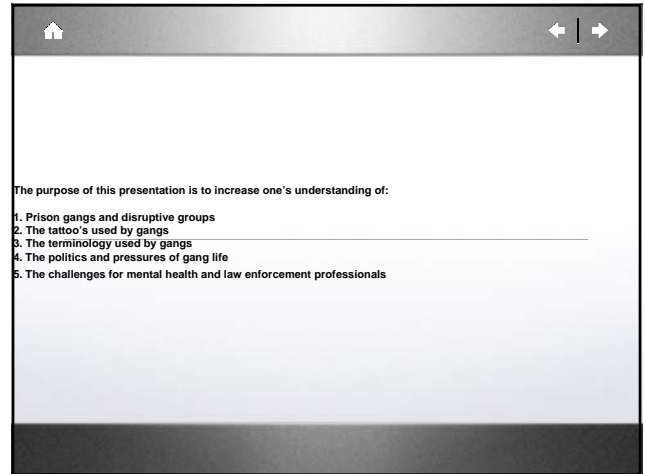 The purpose of this presentation is to increase one's understanding of:
1. Prison gangs and disruptive groups
2. The tattoo's used by gangs
3. The terminology used by gangs
4. The politics and pressures of gang life
5. The challenges for mental health and law enforcement professionals